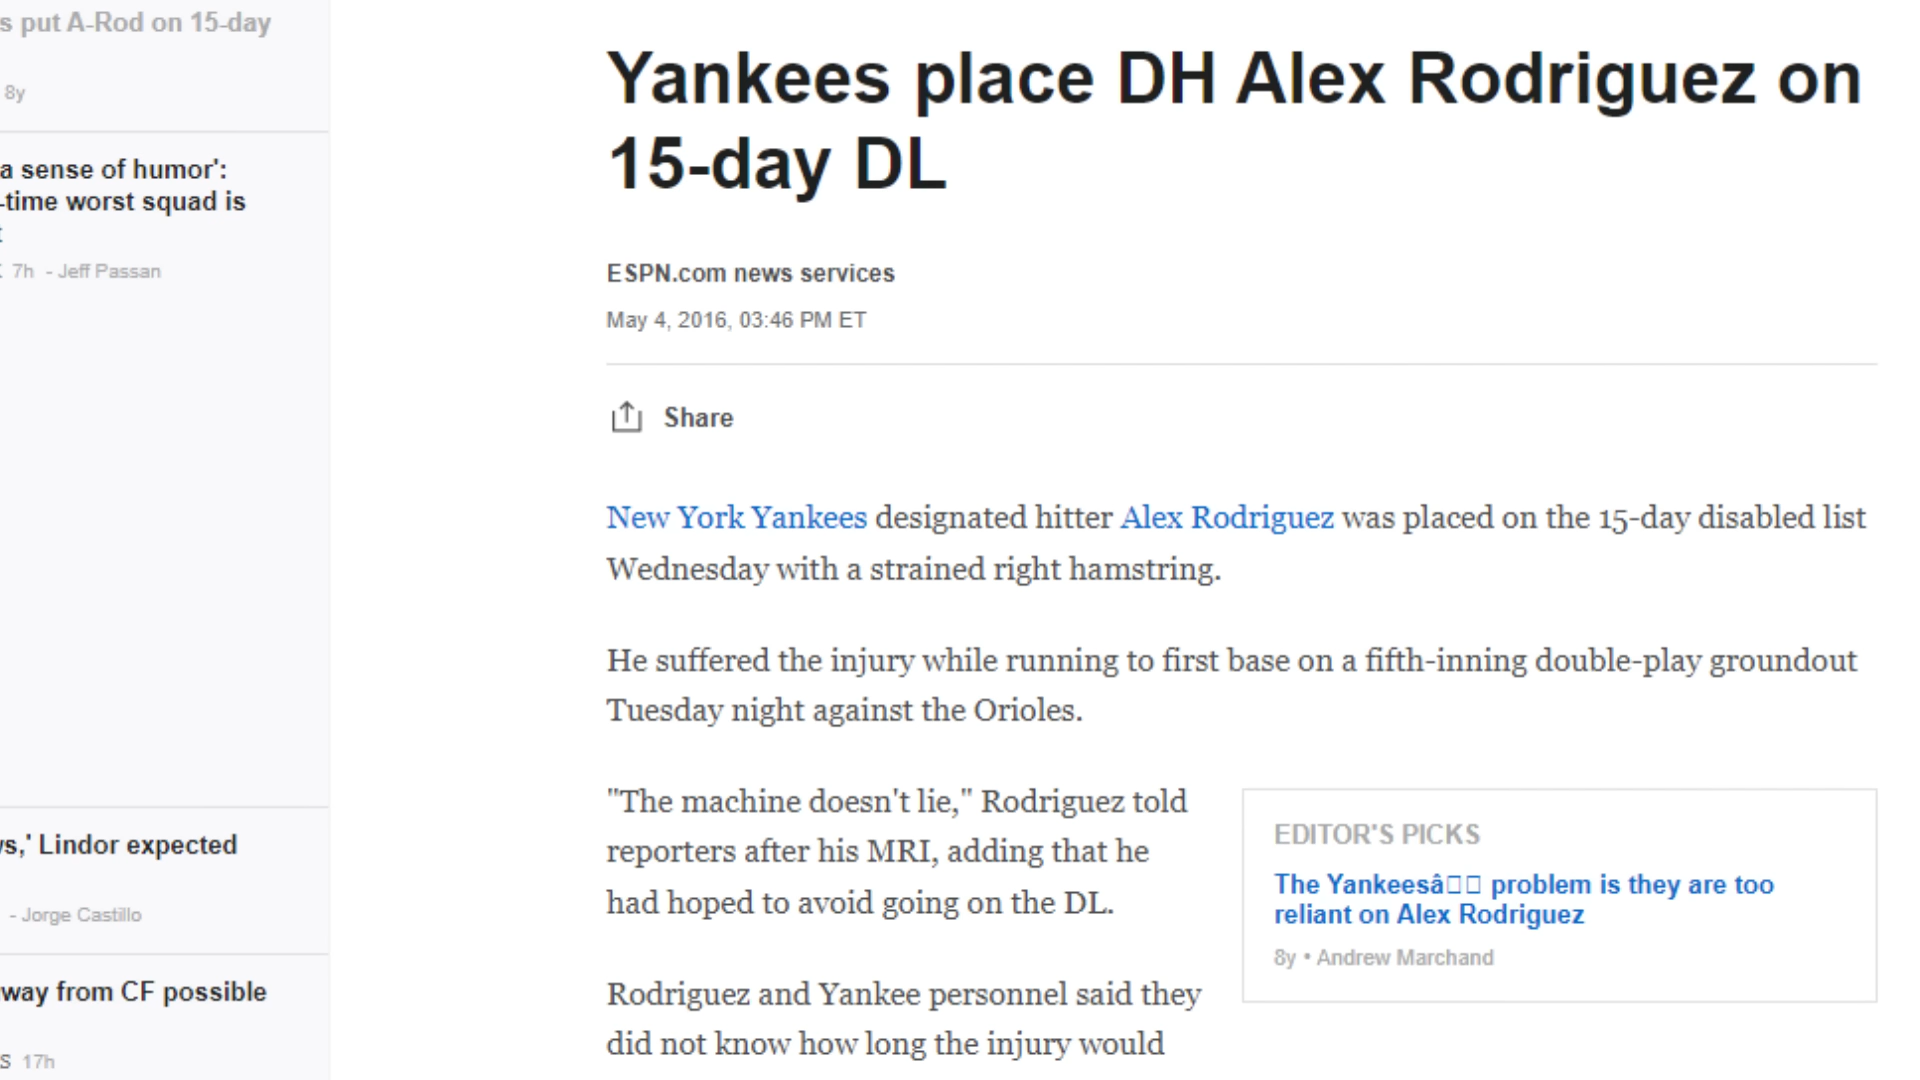 s put A-Rod on 15-day
8y
a sense of humor':
-time worst squad is
7h - Jeff Passan
s,' Lindor expected
- Jorge Castillo
way from CF possible
S 17h
Yankees place DH Alex Rodriguez on
15-day DL
ESPN.com news services
May 4, 2016, 03:46 PM ET
Share
New York Yankees designated hitter Alex Rodriguez was placed on the 15-day disabled list
Wednesday with a strained right hamstring.
He suffered the injury while running to first base on a fifth-inning double-play groundout
Tuesday night against the Orioles.
"The machine doesn't lie," Rodriguez told
reporters after his MRI, adding that he
had hoped to avoid going on the DL.
Rodriguez and Yankee personnel said they
did not know how long the injury would
EDITOR'S PICKS
The Yankeesâ□□ problem is they are too
reliant on Alex Rodriguez
8y • Andrew Marchand